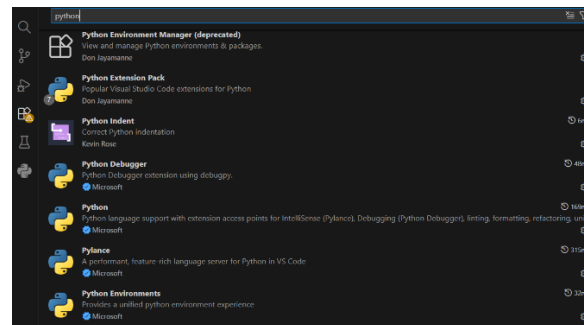 python
Python Environment Manager (deprecated)
View and manage Python environments & packages.
Don Jayamanne
Python Extension Pack
Popular Visual Studio Code extensions for Python
7
Don Jayamanne
Python Indent
Correct Python indentation
Kevin Rose
Python Debugger
Python Debugger extension using debugpy.
Microsoft
Python
169
Python language support with extension access points for IntelliSense (Pylance), Debugging (Python Debugger), linting, formatting, refactoring,
Microsoft
Pylance
315
A performant, feature-rich language server for Python in VS Code
Microsoft
Python Environments
Provides a unified python environment experience
Microsoft